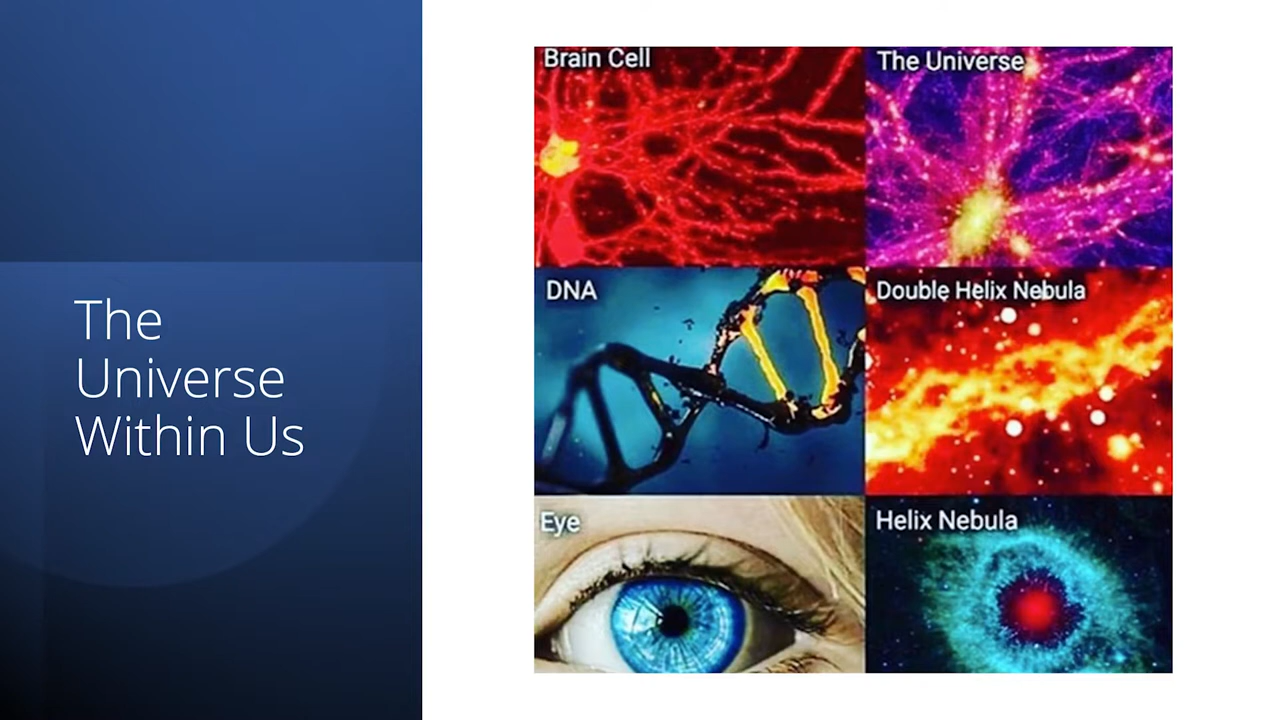 The
Universe
Within Us
Brain Cell
The Universe
DNA
Double Helix Nebula
Eye
Helix Nebula